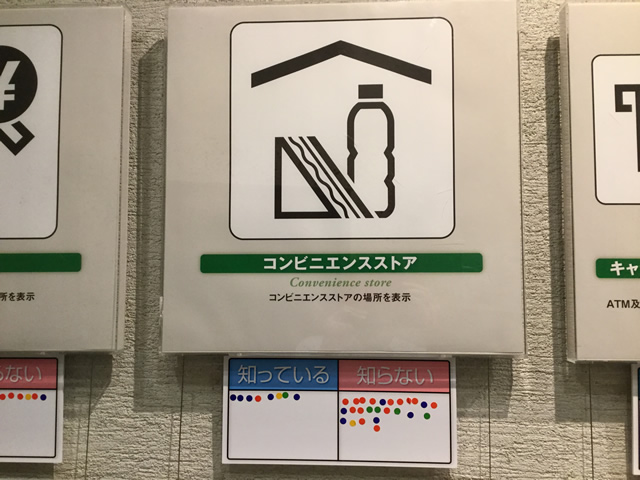 ¥
所を表示
らない
コンビニエンスストア
Convenience store
コンビニエンスストアの場所を表示
知っている
知らない
キャ
ATM及